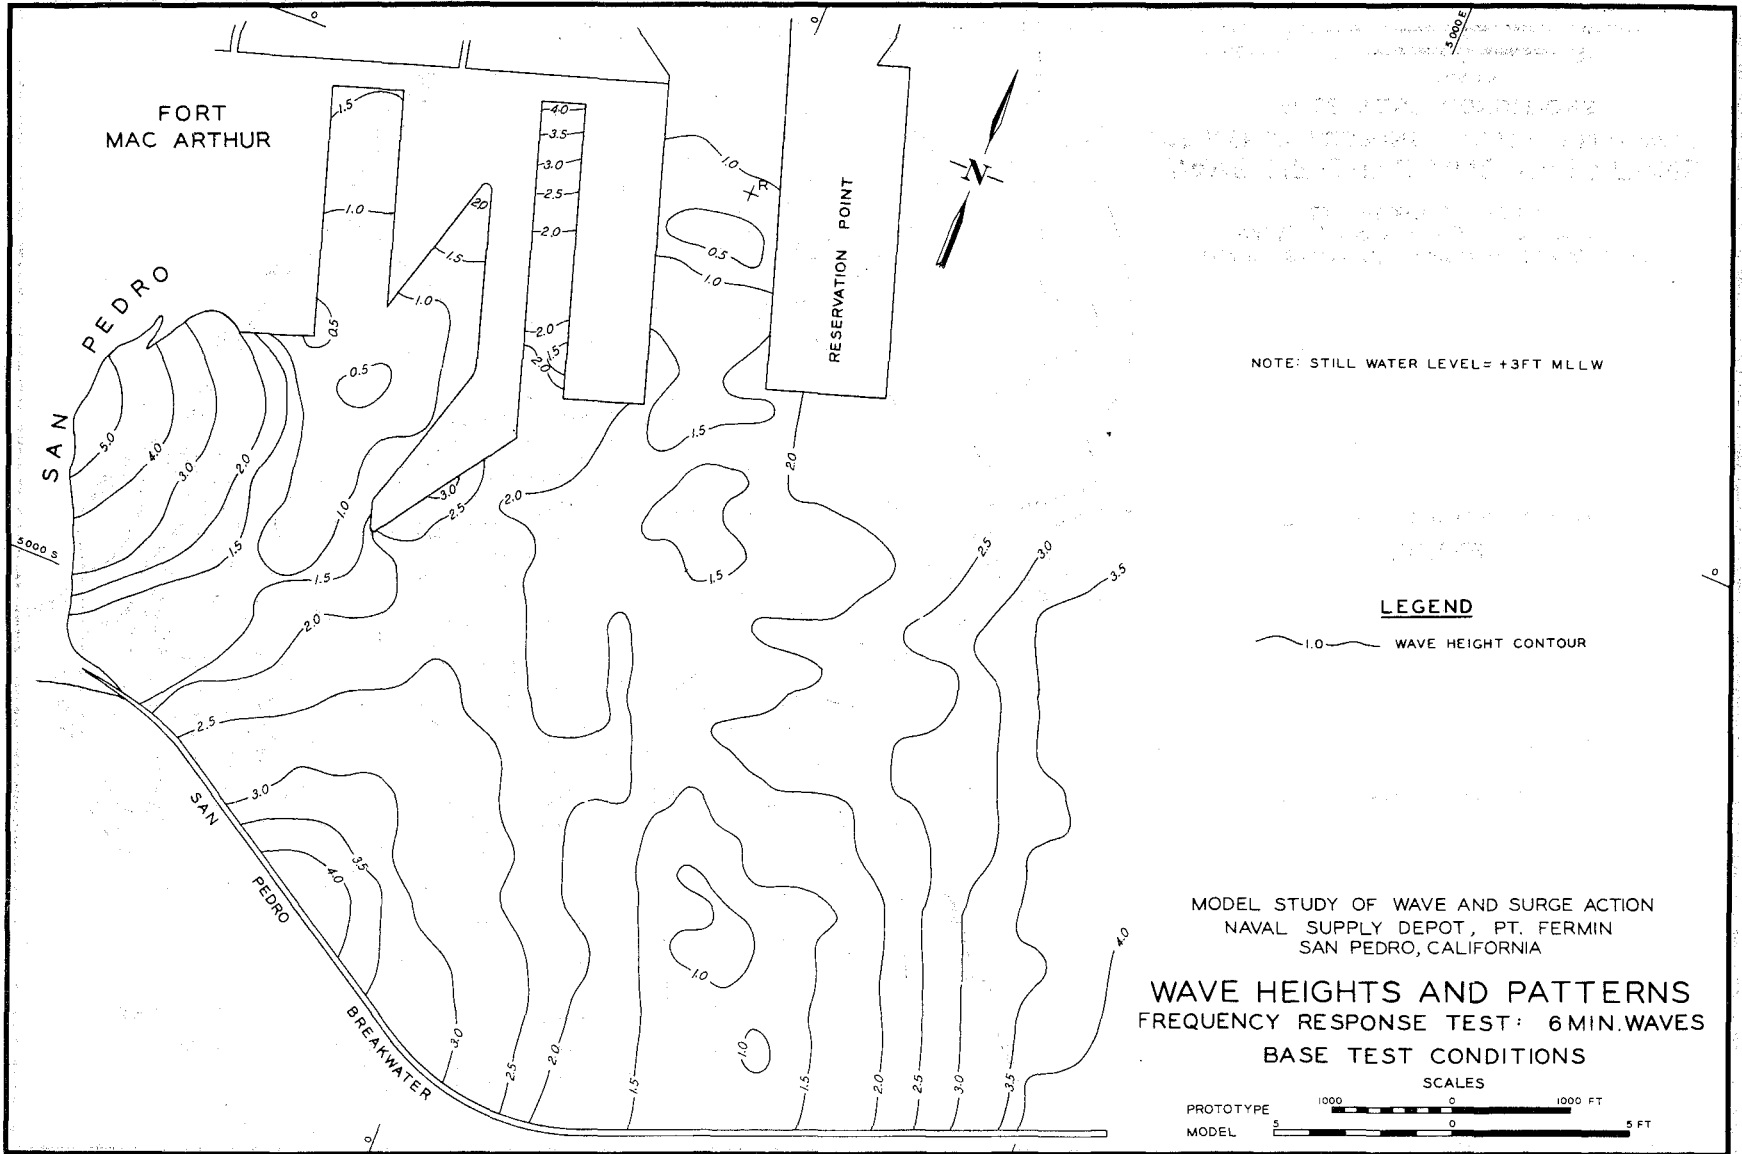 0
0
5000 E
FORT
MAC ARTHUR
1.5
4.0
3.5
3.0
2.5
2.0
1.0
R
N
1.0
2.0
0.5
1.5
1.0
RESERVATION POINT
1.0
0.5
2.0
1.5
2.0
SAN PEDRO
0.5
NOTE: STILL WATER LEVEL= +3FT MLLW
5.0
4.0
3.0
2.0
1.5
2.0
3.0
2.0
1.0
2.5
5000 S
1.5
1.5
1.5
2.5
3.0
3.5
0
LEGEND
1.0 WAVE HEIGHT CONTOUR
2.0
2.5
3.0
SAN PEDRO BREAKWATER
3.5
4.0
1.0
4.0
MODEL STUDY OF WAVE AND SURGE ACTION
NAVAL SUPPLY DEPOT, PT. FERMIN
SAN PEDRO, CALIFORNIA
WAVE HEIGHTS AND PATTERNS
FREQUENCY RESPONSE TEST: 6 MIN. WAVES
BASE TEST CONDITIONS
3.0
2.5
2.0
1.5
1.0
1.5
2.0
2.5
3.0
3.5
SCALES
PROTOTYPE 1000 0 1000 FT
MODEL 5 0 5 FT
0